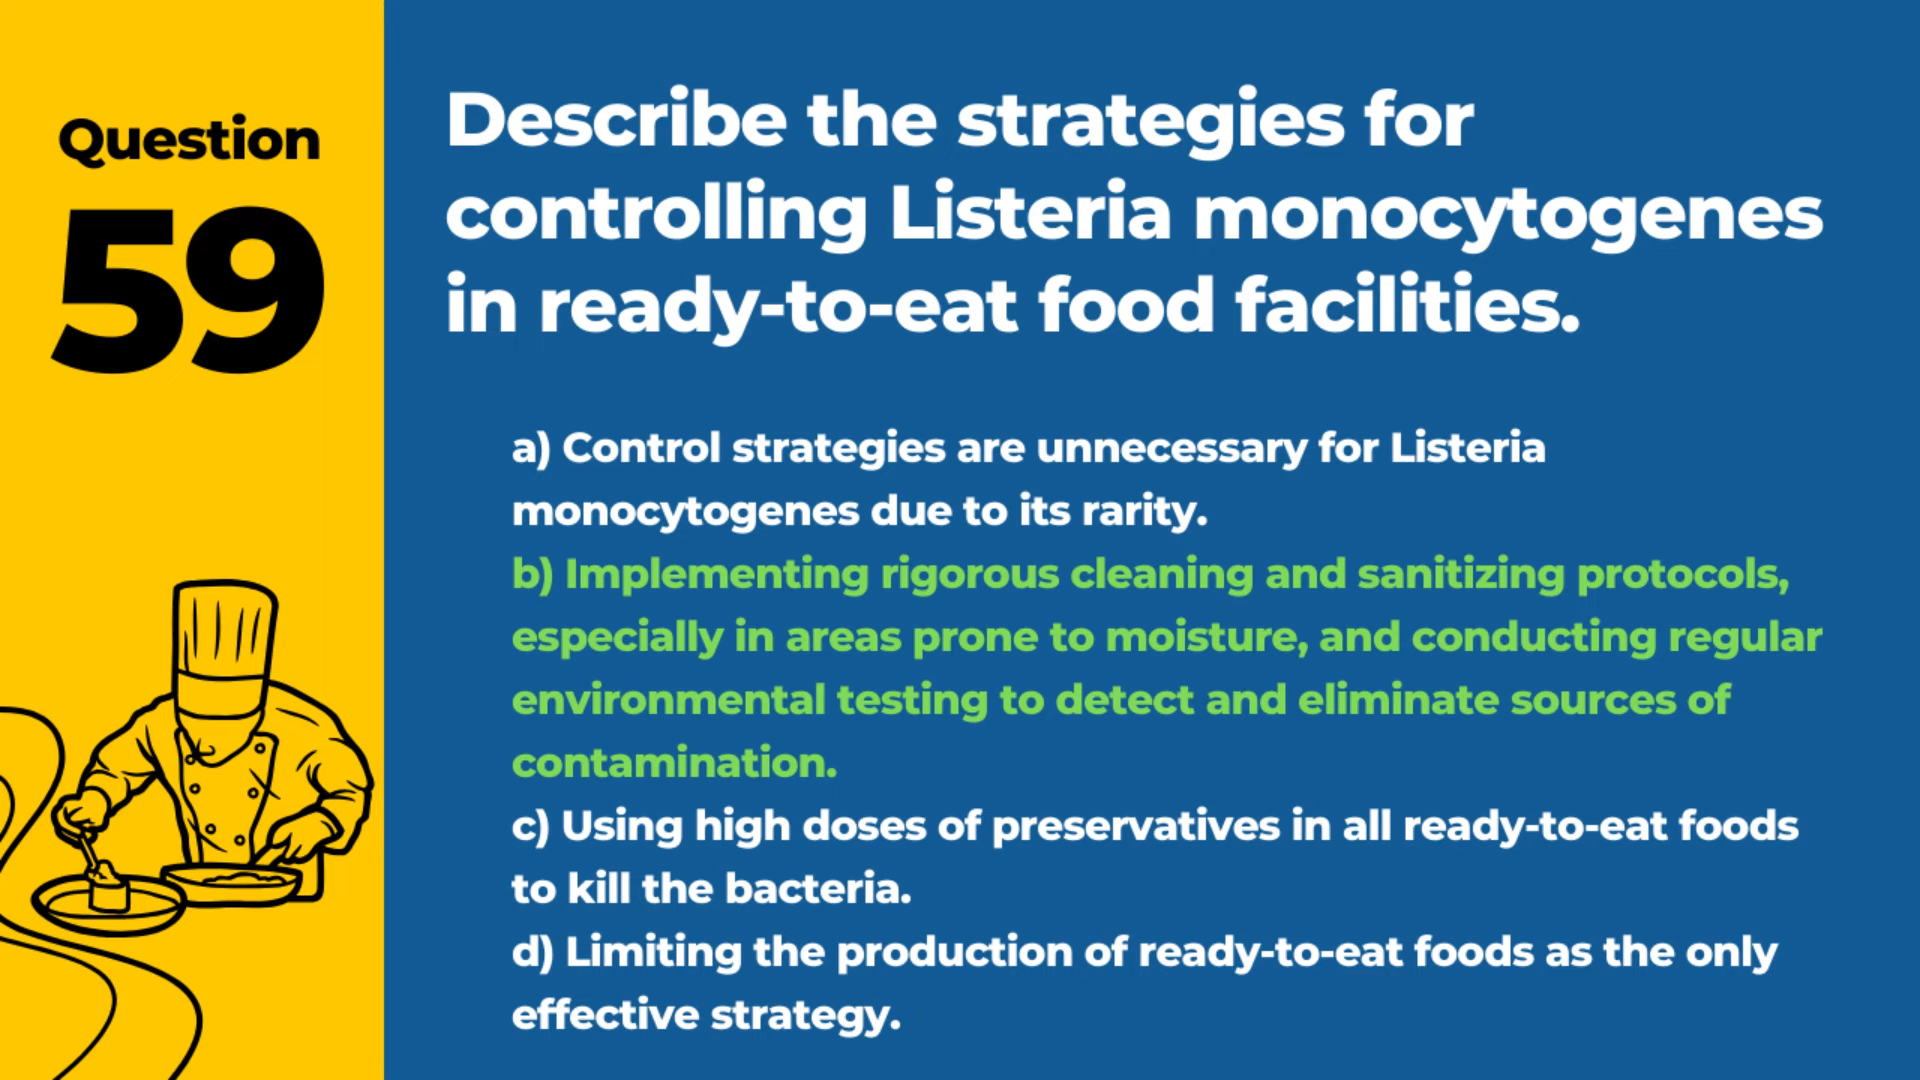 Question
59
Describe the strategies for
controlling Listeria monocytogenes
in ready-to-eat food facilities.
a) Control strategies are unnecessary for Listeria
monocytogenes due to its rarity.
b) Implementing rigorous cleaning and sanitizing protocols,
especially in areas prone to moisture, and conducting regular
environmental testing to detect and eliminate sources of
contamination.
c) Using high doses of preservatives in all ready-to-eat foods
to kill the bacteria.
d) Limiting the production of ready-to-eat foods as the only
effective strategy.